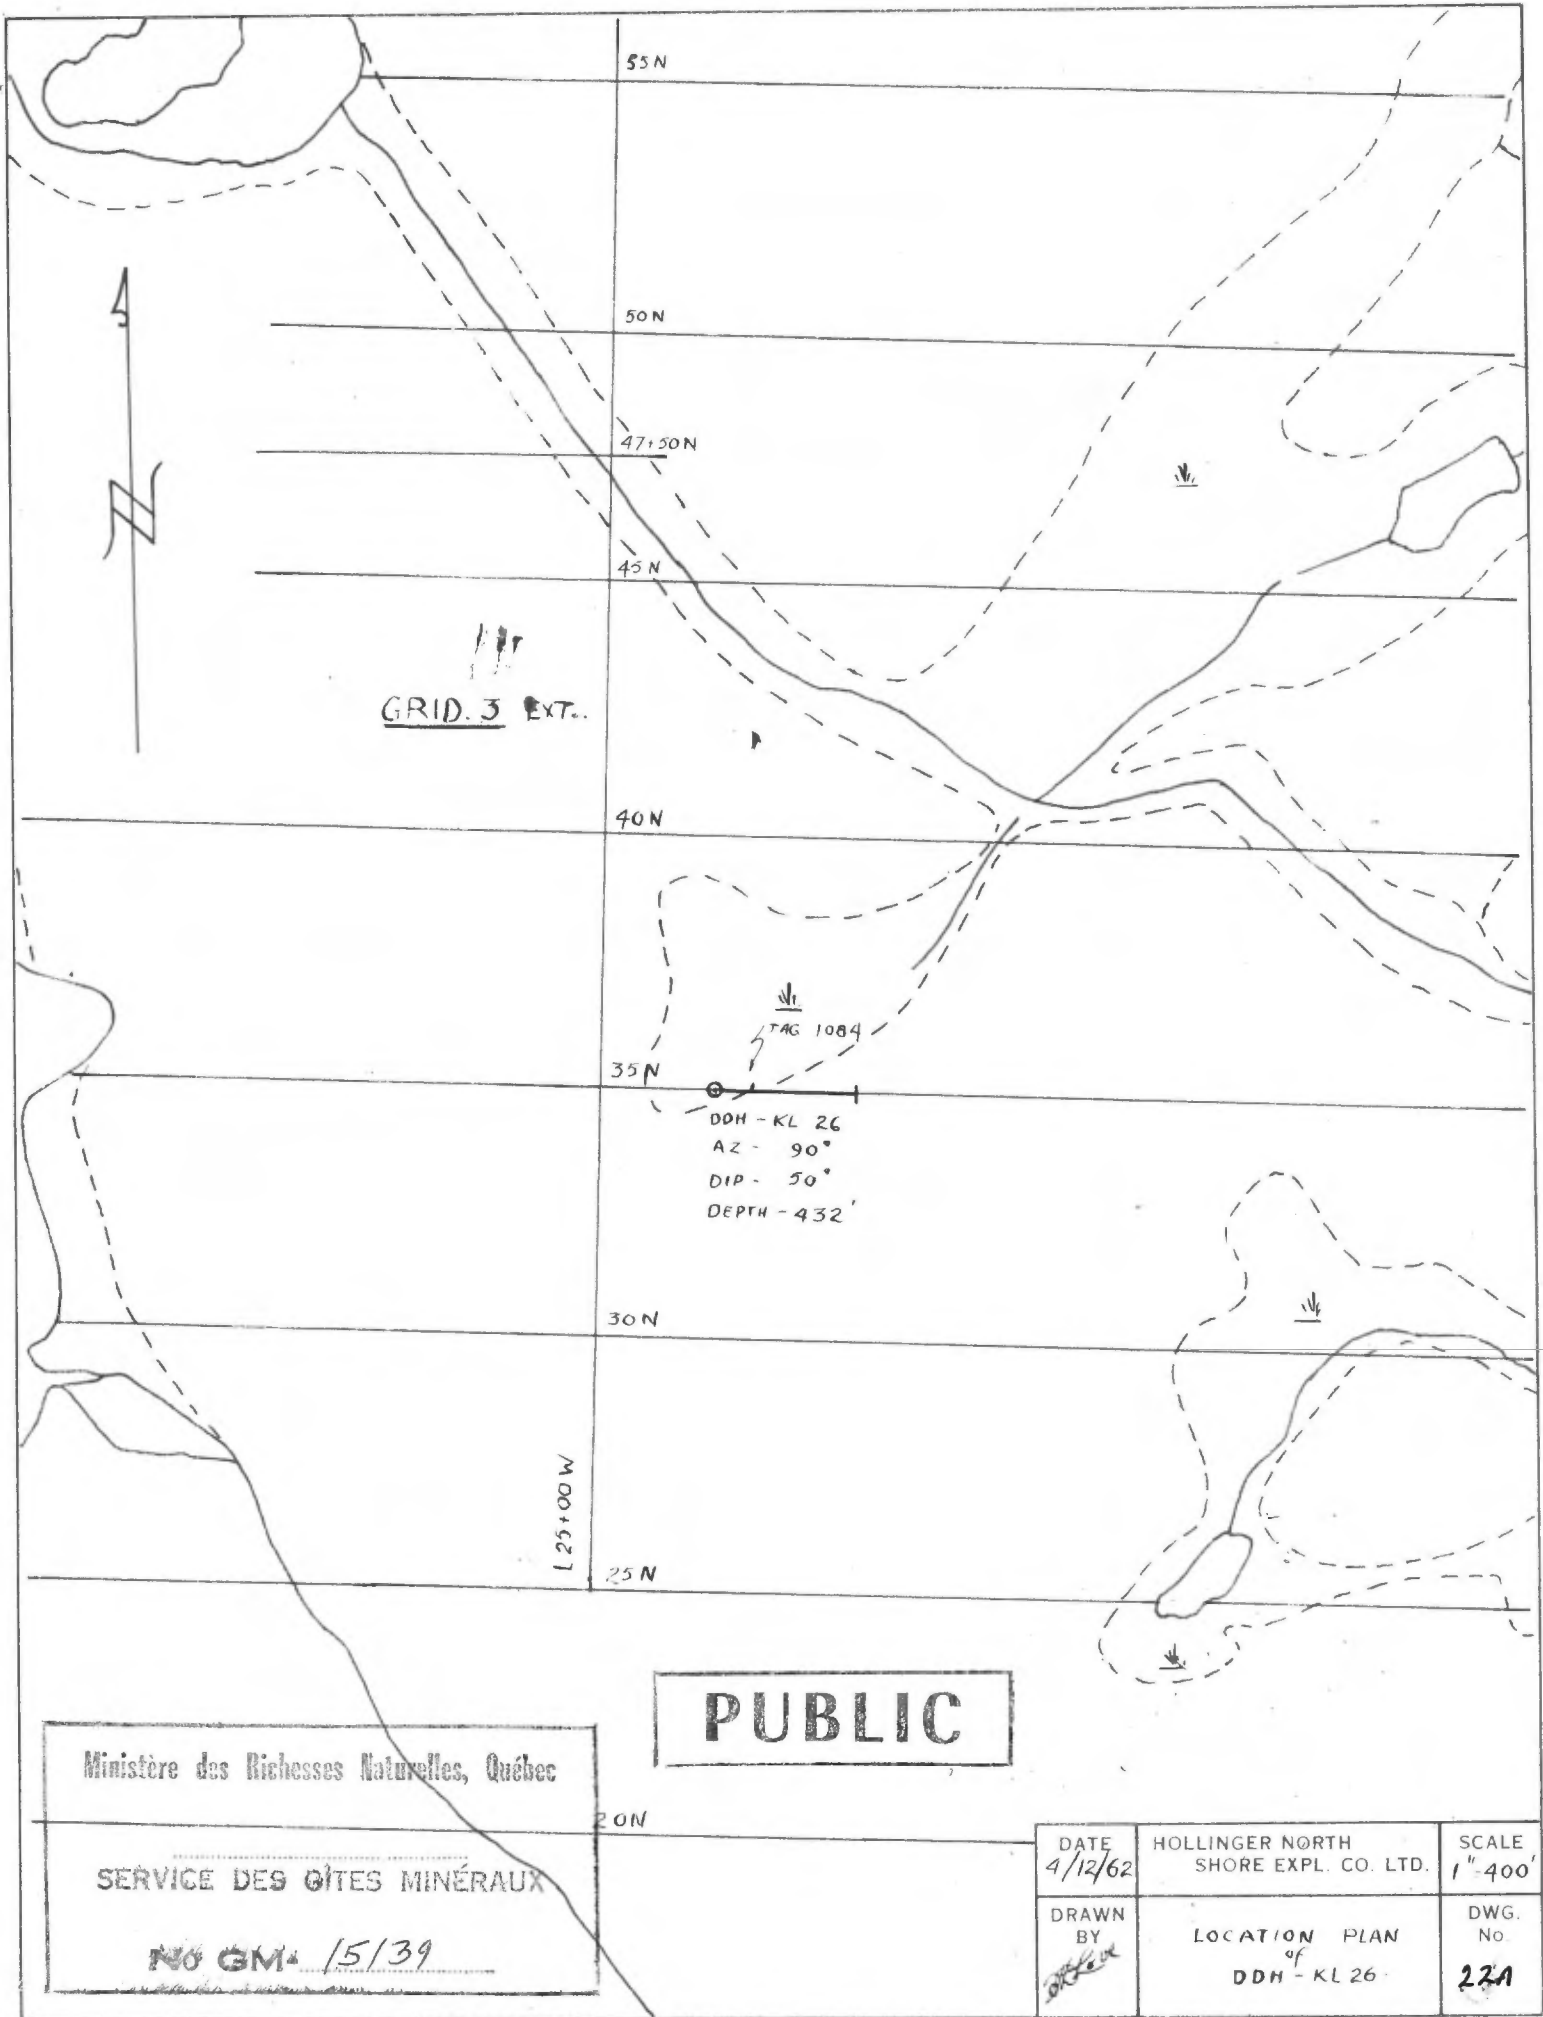 55N
50N
47+50N
45N
GRID. 3 EXT..
40N
TAG 1084
35N
DDH - KL 26
AZ - 90°
DIP - 50°
DEPTH - 432'
30N
L25+00W
25N
PUBLIC
Ministère des Richesses Naturelles, Québec
20N
SERVICE DES GÎTES MINÉRAUX
No GM- 15139
DATE
4/12/62
HOLLINGER NORTH
SHORE EXPL. CO. LTD.
SCALE
1"-400'
DRAWN
BY
LOCATION PLAN
of
DDH - KL 26
DWG.
No.
22A